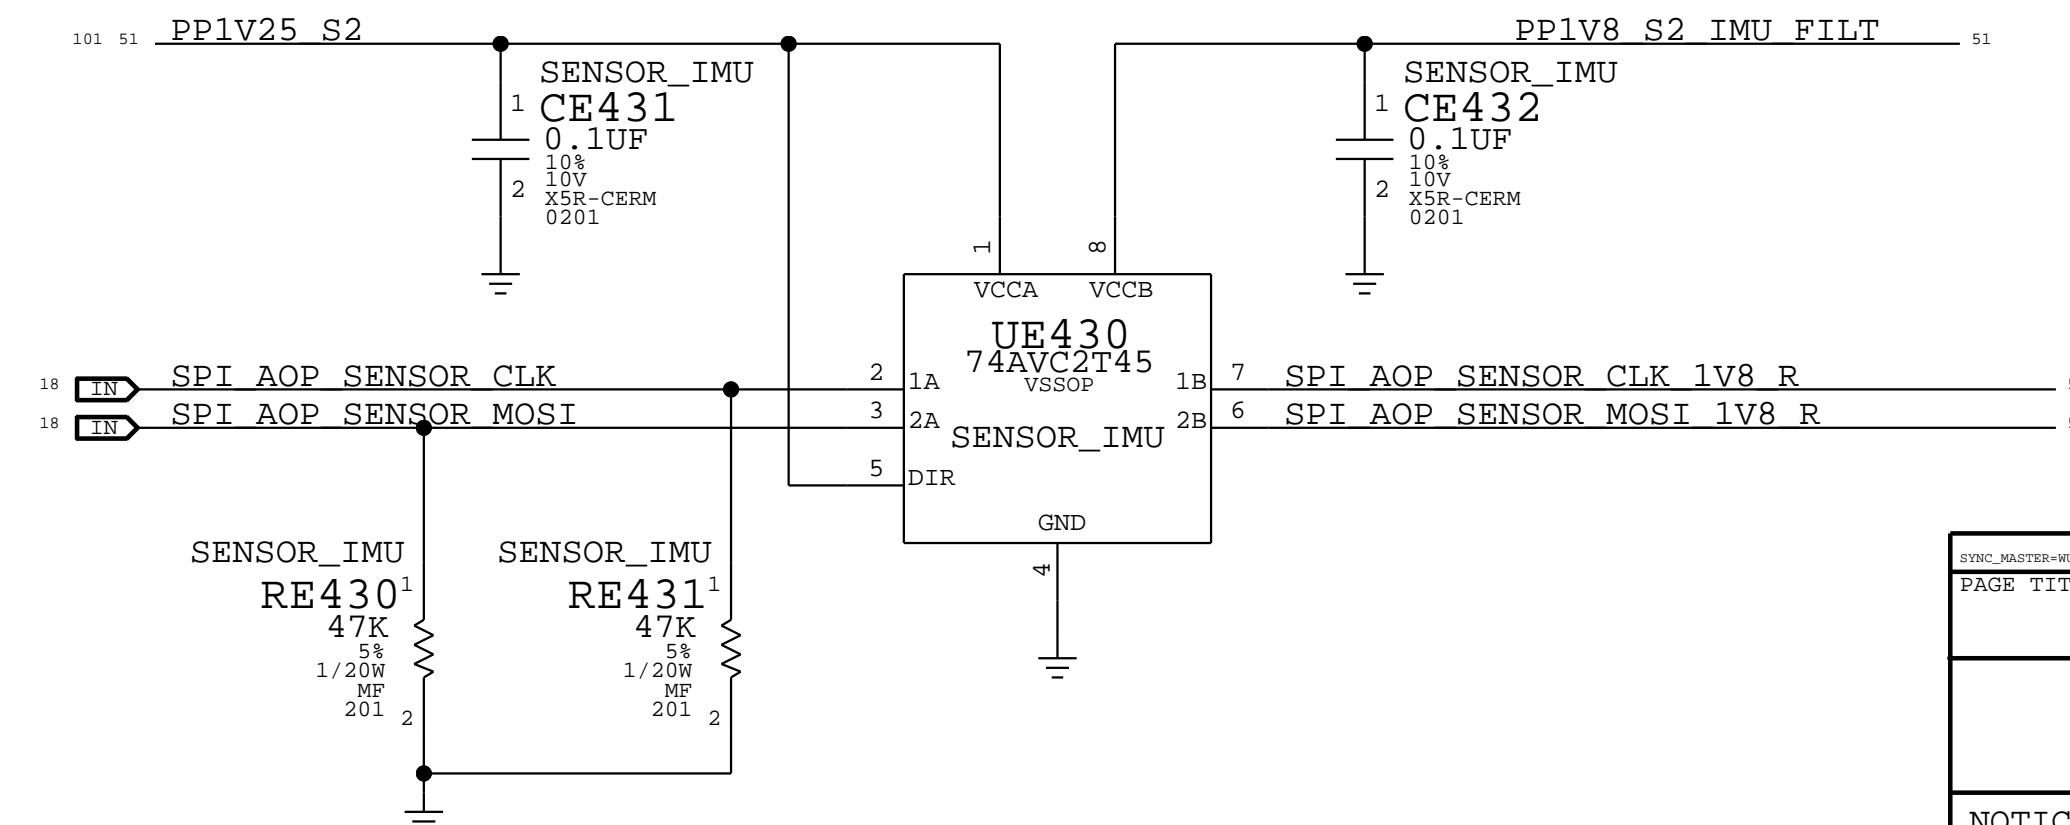 101 51 PP1V25_S2
PP1V8_S2_IMU_FILT 51
SENSOR_IMU
1 CE431
0.1UF
10%
10V
2 X5R-CERM
0201
SENSOR_IMU
1 CE432
0.1UF
10%
10V
2 X5R-CERM
0201
1 8
VCCA VCCB
UE430
74AVC2T45
VSSOP
SENSOR_IMU
18 IN SPI_AOP_SENSOR_CLK 2 1A
18 IN SPI_AOP_SENSOR_MOSI 3 2A
5 DIR
1B 7 SPI_AOP_SENSOR_CLK_1V8_R
2B 6 SPI_AOP_SENSOR_MOSI_1V8_R
GND
4
SENSOR_IMU
RE430 1
47K
5%
1/20W
MF
201 2
SENSOR_IMU
RE431 1
47K
5%
1/20W
MF
201 2
SYNC_MASTER=WU
PAGE TIT
NOTIC